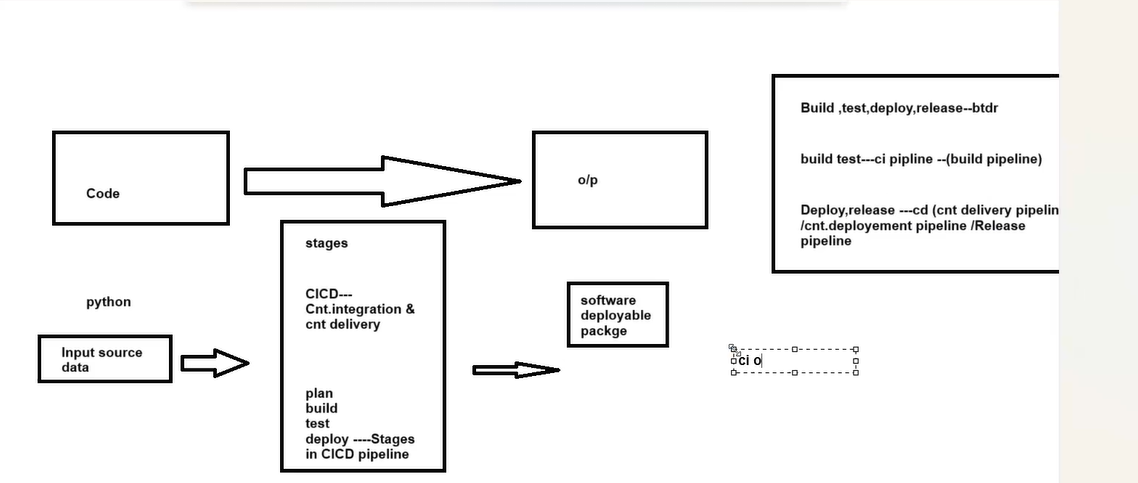 Code
o/p
Build ,test,deploy,release--btdr
build test---ci pipline --(build pipeline)
Deploy,release ---cd (cnt delivery pipelin
/cnt.deployement pipeline /Release
pipeline
stages
CICD---
Cnt.integration &
cnt delivery
plan
build
test
deploy ----Stages
in CICD pipeline
python
Input source
data
software
deployable
packge
ci o